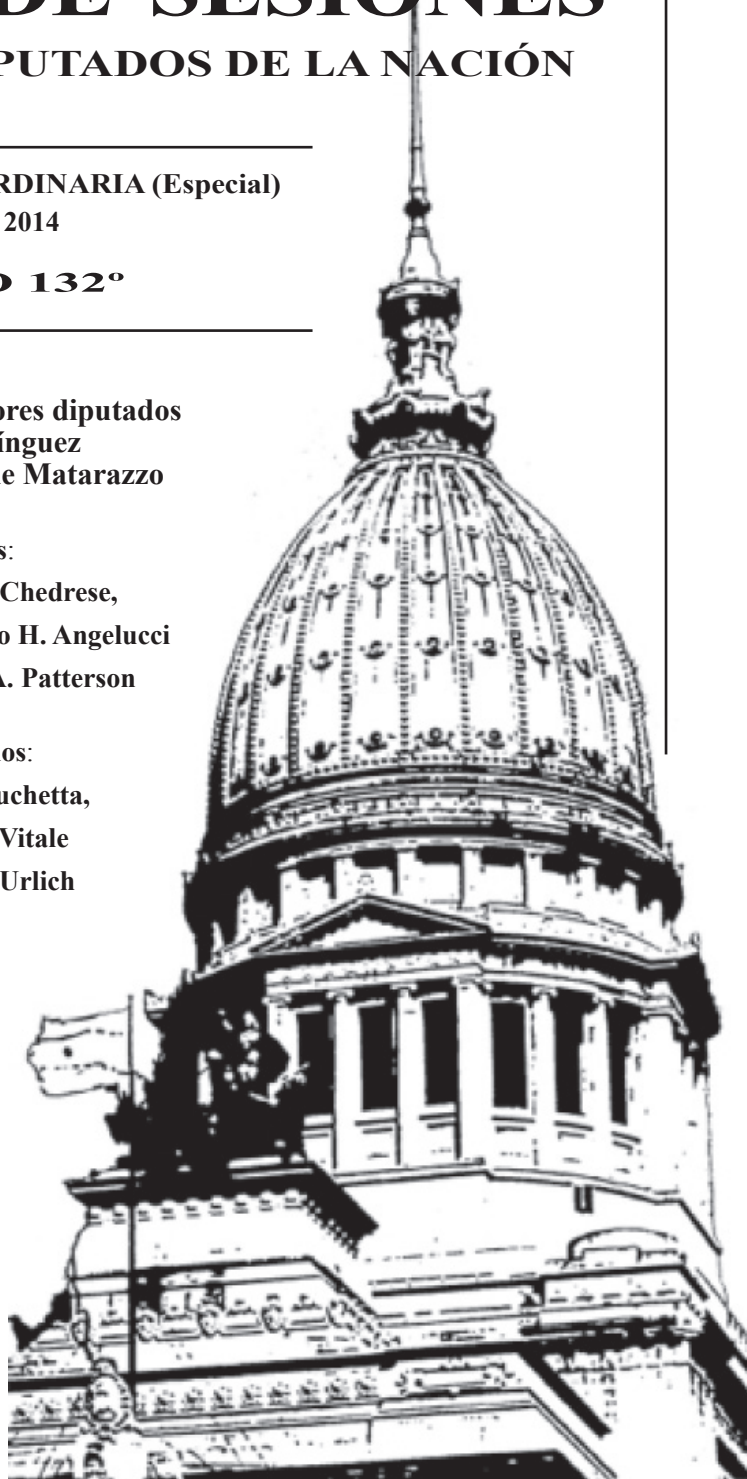 DE SESIONES
PUTADOS DE LA NACIÓN
RDINARIA (Especial)
2014
O 132º
ores diputados
ínguez
e Matarazzo
s:
Chedrese,
o H. Angelucci
A. Patterson
ios:
uchetta,
Vitale
Urlich